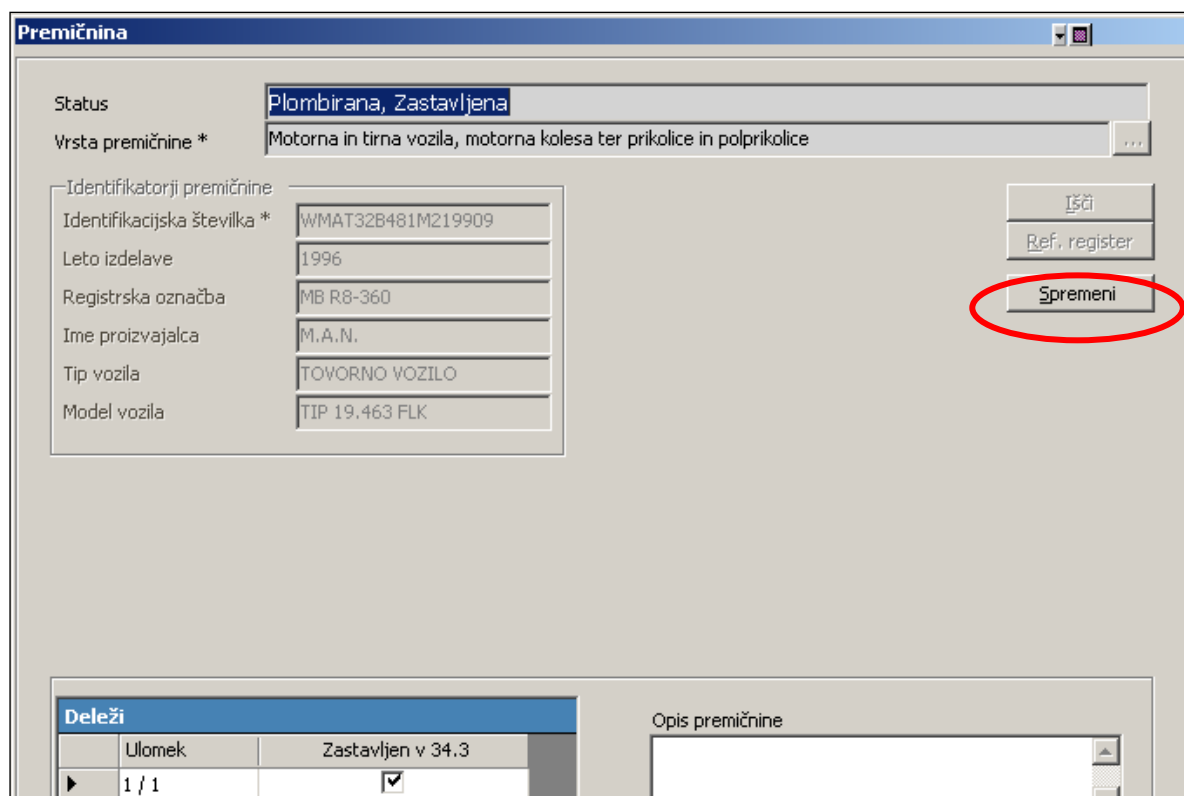 Premičnina
Status Plombirana, Zastavljena
Vrsta premičnine * Motorna in tirna vozila, motorna kolesa ter prikolice in polprikolice ...
Identifikatorji premičnine
Identifikacijska številka * WMAT32B481M219909
Leto izdelave 1996
Registrska označba MB R8-360
Ime proizvajalca M.A.N.
Tip vozila TOVORNO VOZILO
Model vozila TIP 19.463 FLK
Išči
Ref. register
Spremeni
Deleži
Ulomek Zastavljen v 34.3
1 / 1
Opis premičnine